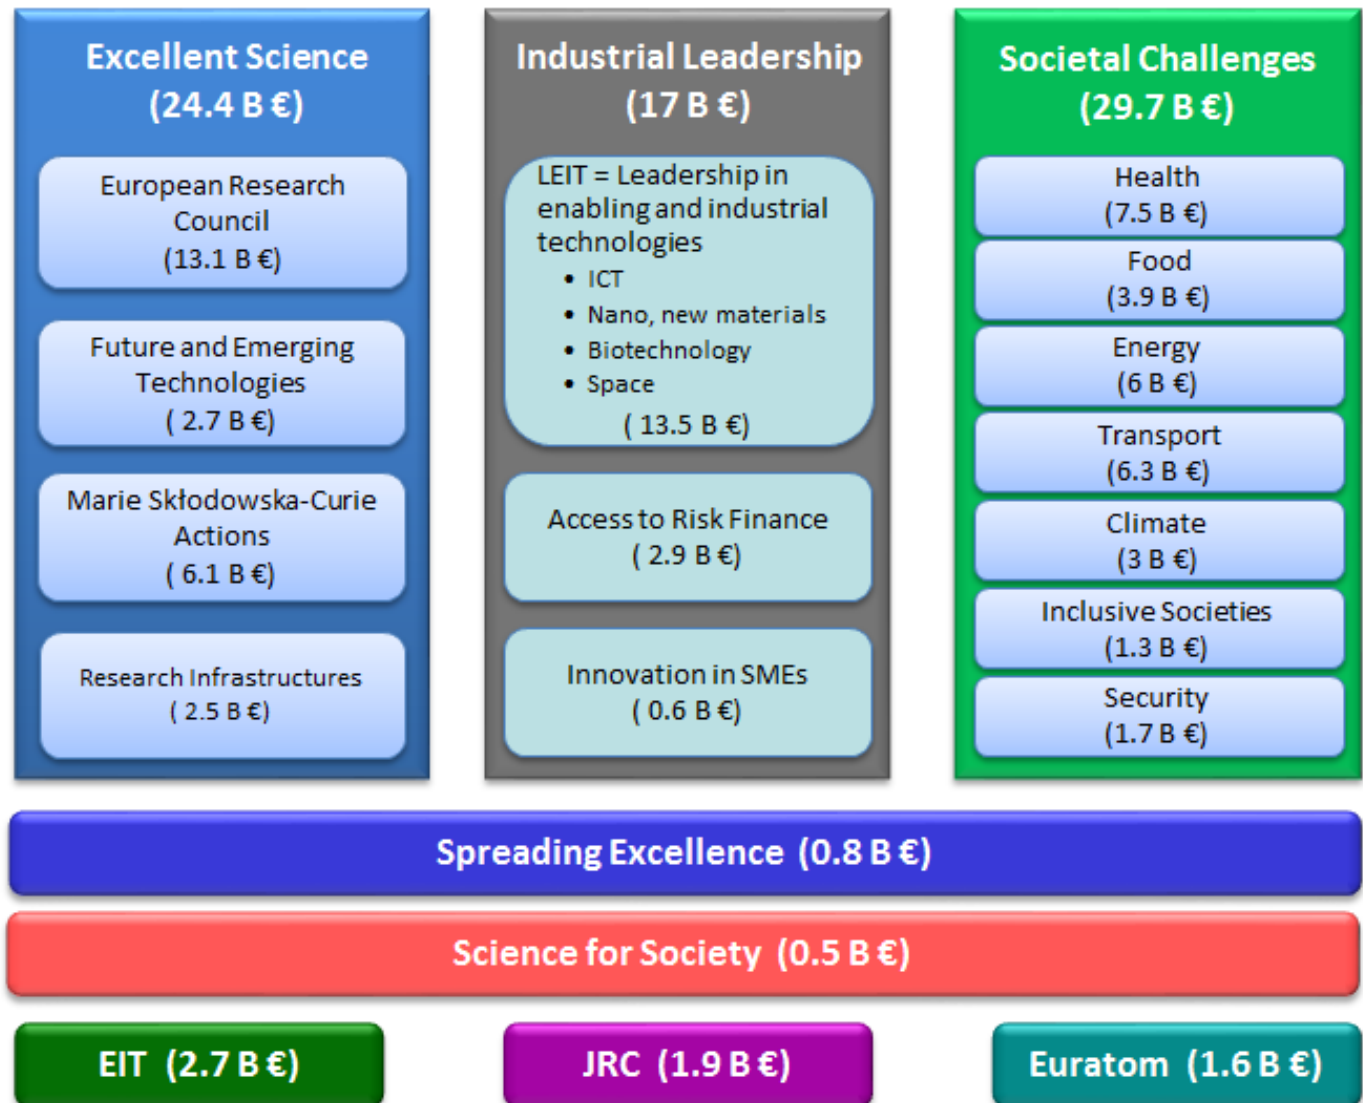 Excellent Science
(24.4 B €)
European Research
Council
(13.1 B €)
Future and Emerging
Technologies
( 2.7 B €)
Marie Skłodowska-Curie
Actions
( 6.1 B €)
Research Infrastructures
( 2.5 B €)
Industrial Leadership
(17 B €)
LEIT = Leadership in
enabling and industrial
technologies
• ICT
• Nano, new materials
• Biotechnology
• Space
( 13.5 B €)
Access to Risk Finance
( 2.9 B €)
Innovation in SMEs
( 0.6 B €)
Societal Challenges
(29.7 B €)
Health
(7.5 B €)
Food
(3.9 B €)
Energy
(6 B €)
Transport
(6.3 B €)
Climate
(3 B €)
Inclusive Societies
(1.3 B €)
Security
(1.7 B €)
Spreading Excellence (0.8 B €)
Science for Society (0.5 B €)
EIT (2.7 B €)
JRC (1.9 B €)
Euratom (1.6 B €)